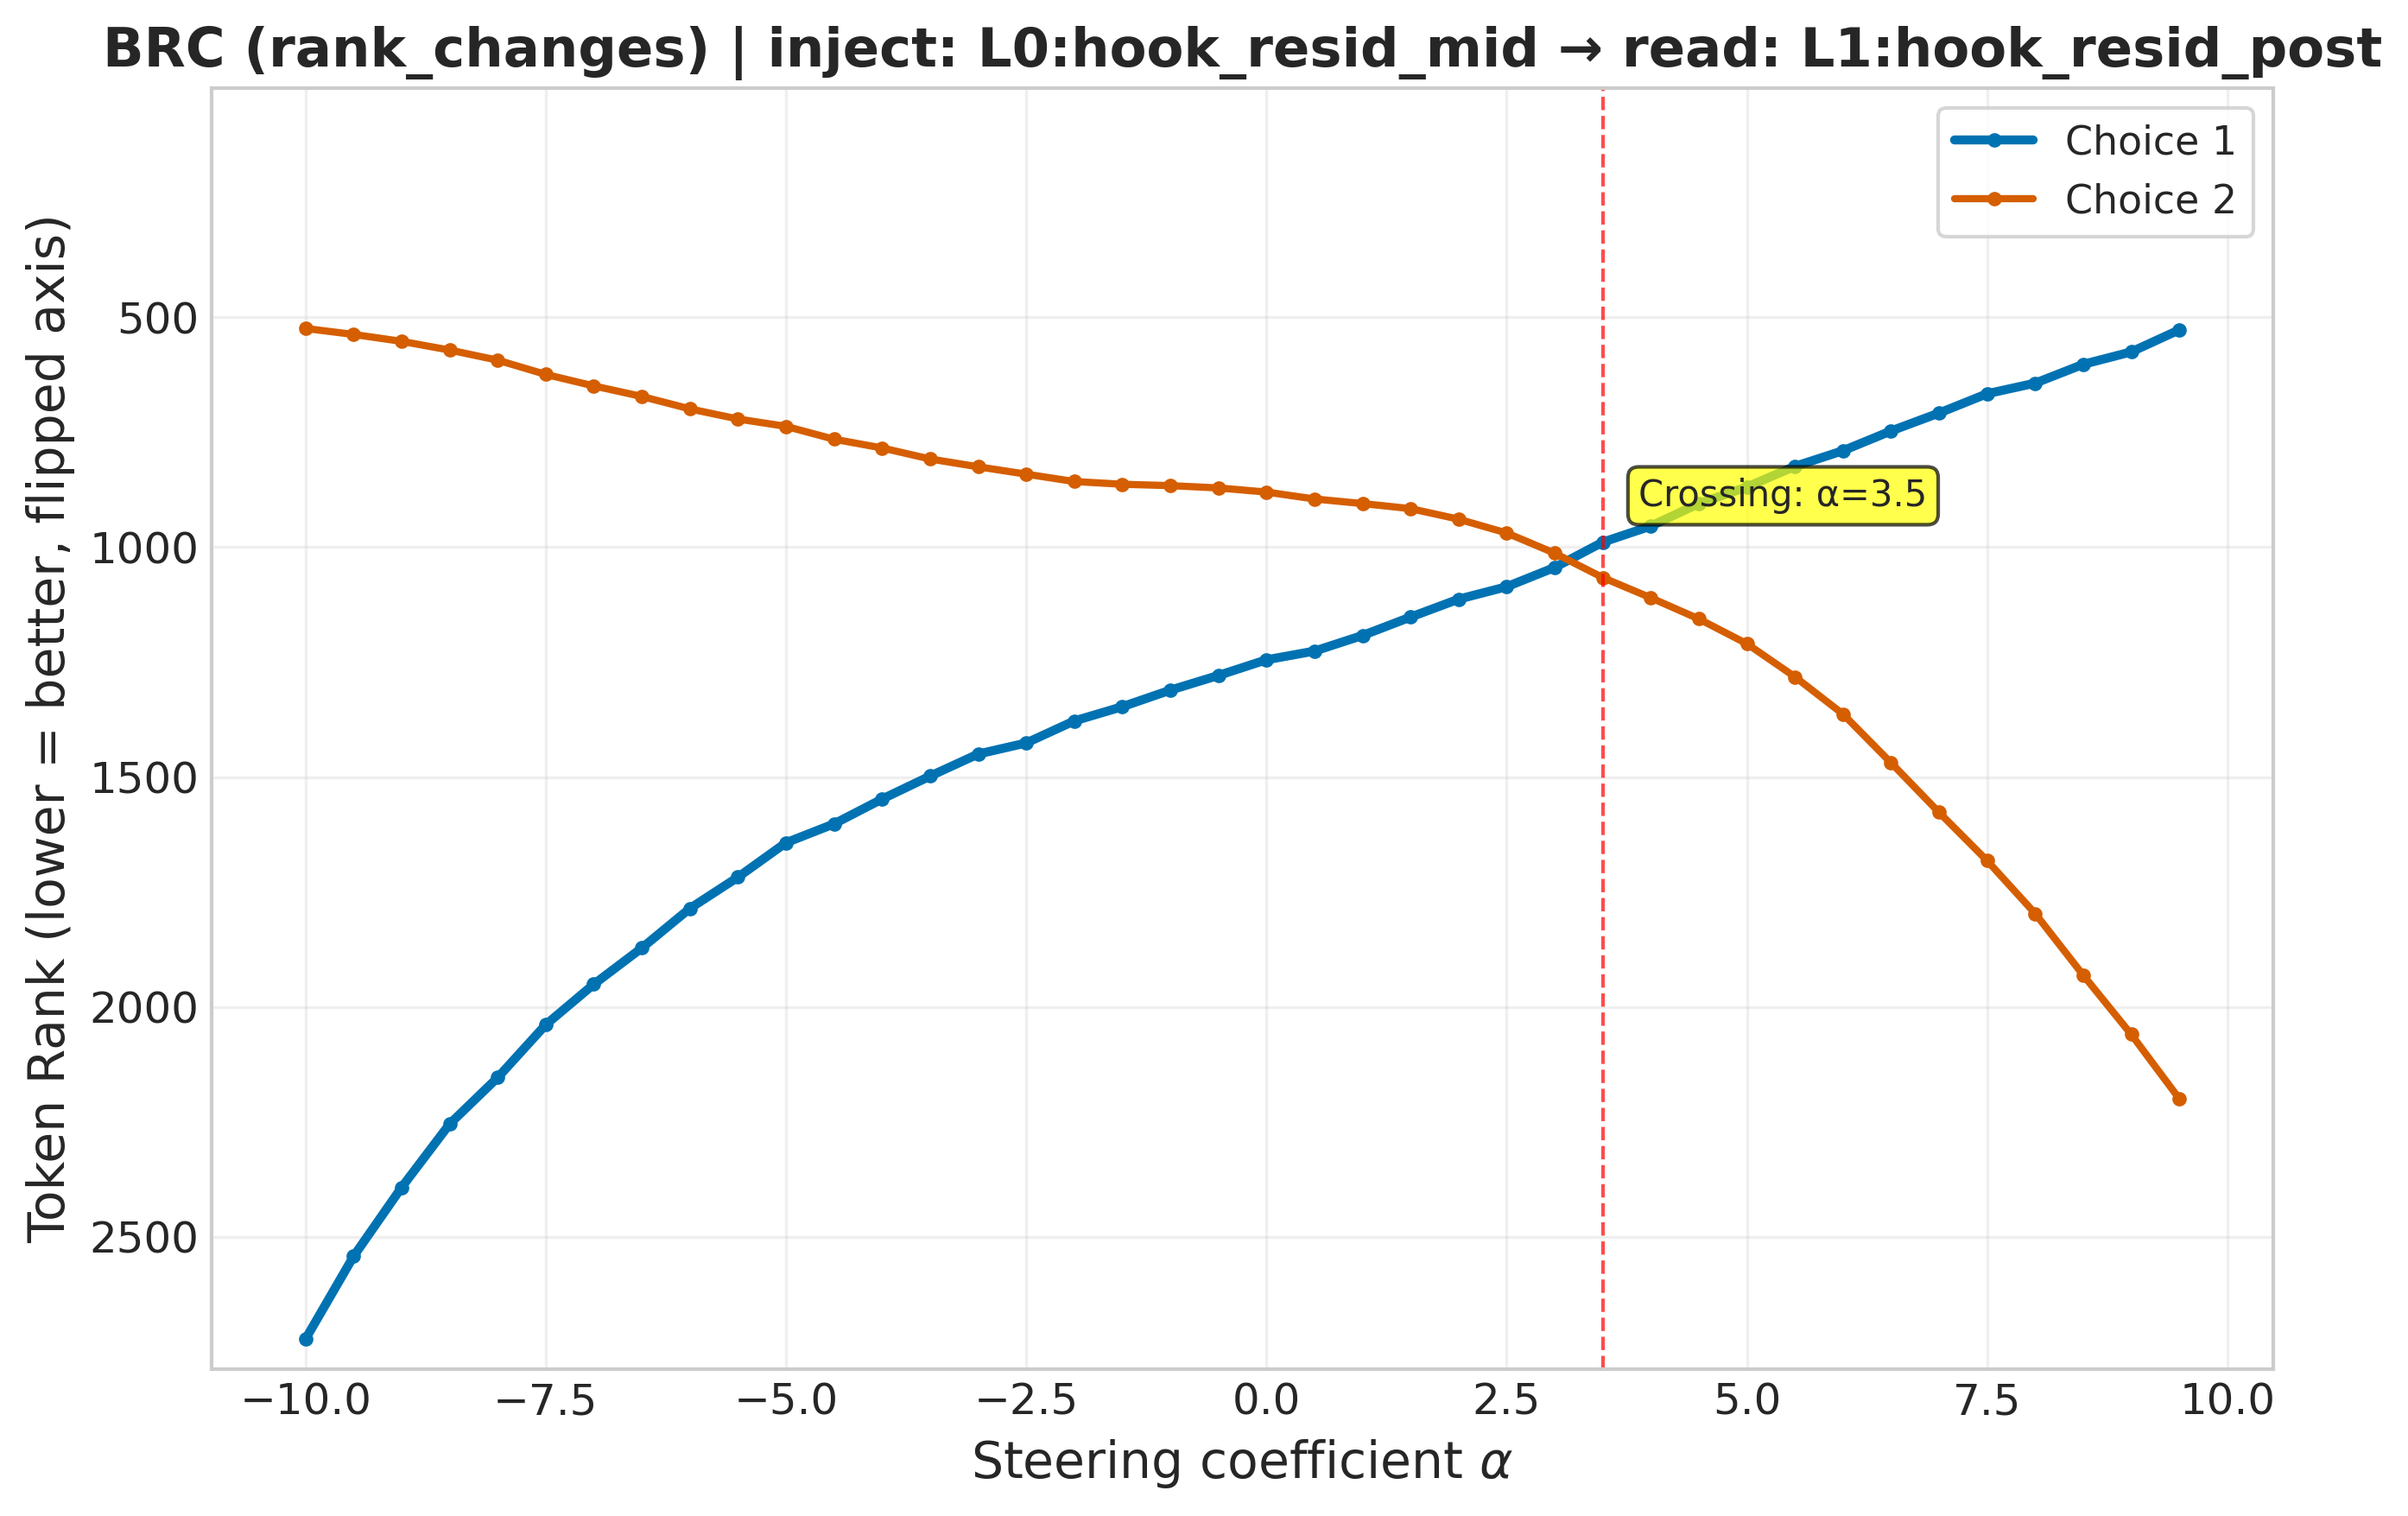 BRC (rank_changes) | inject: L0:hook_resid_mid → read: L1:hook_resid_post
Choice 1
Choice 2
Token Rank (lower = better, flipped axis)
500
1000
1500
2000
2500
Crossing: α=3.5
−10.0 −7.5 −5.0 −2.5 0.0 2.5 5.0 7.5 10.0
Steering coefficient α